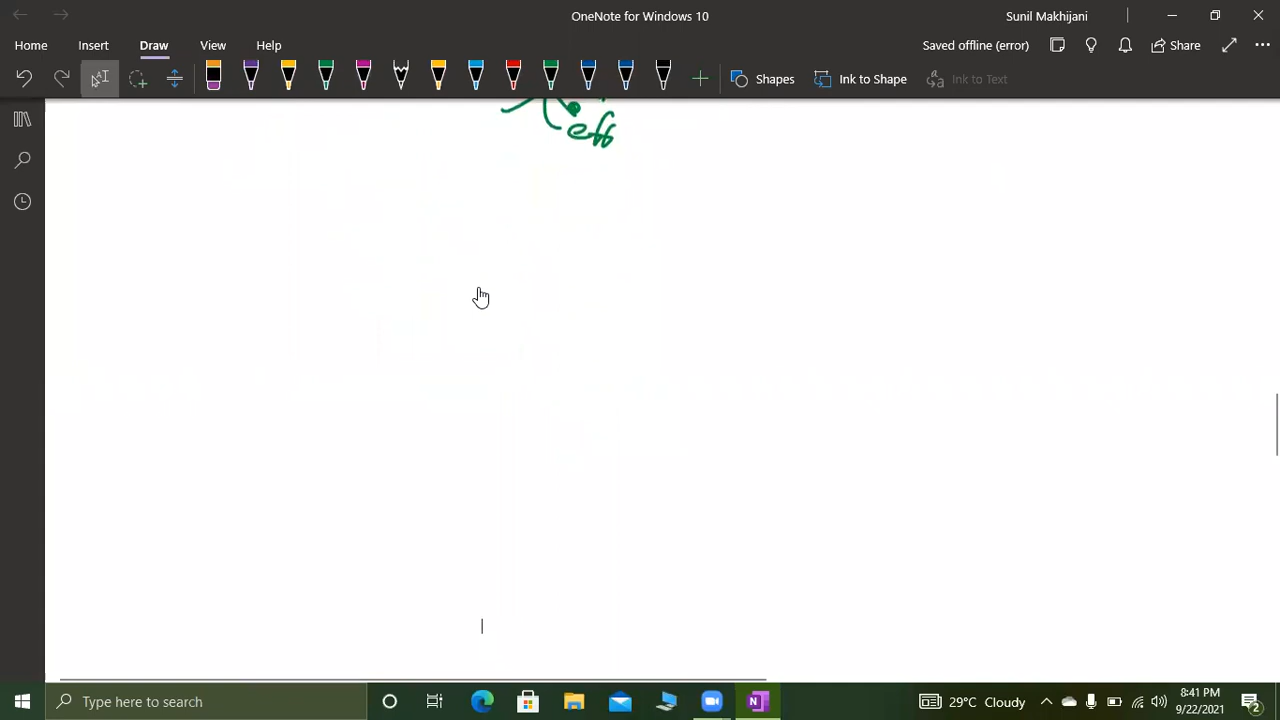 OneNote for Windows 10
Sunil Makhijani
Home Insert Draw View Help
Saved offline (error)
Share
Shapes
Ink to Shape
Ink to Text
eff
Type here to search
29°C Cloudy
8:41 PM
9/22/2021
2